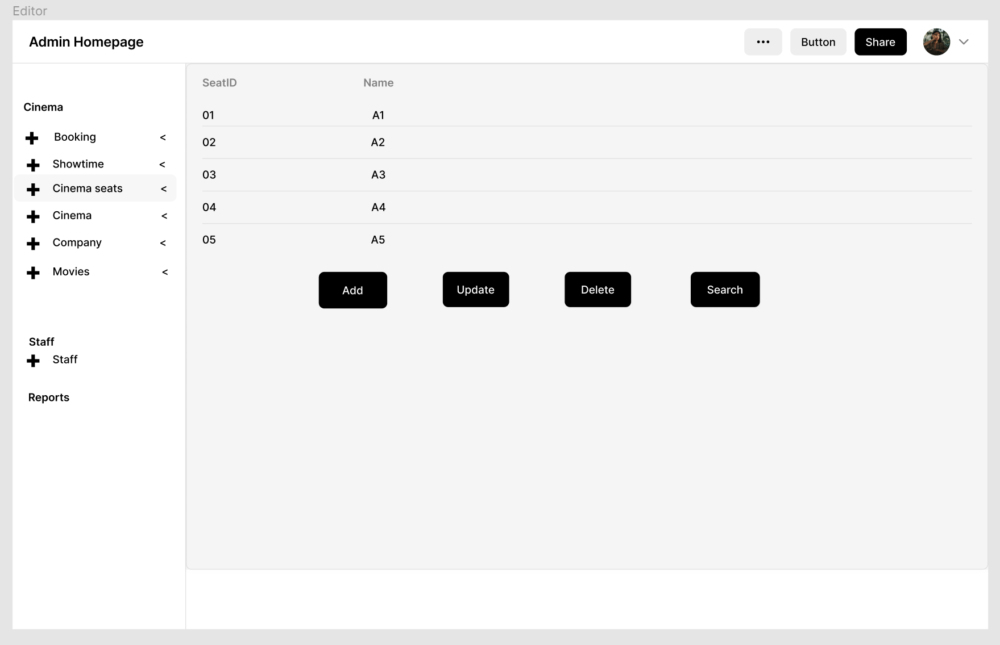 Editor
Admin Homepage
••• Button Share
SeatID Name
Cinema
01 A1
Booking <
02 A2
Showtime <
03 A3
Cinema seats <
04 A4
Cinema <
05 A5
Company <
Movies <
Add Update Delete Search
Staff
Staff
Reports